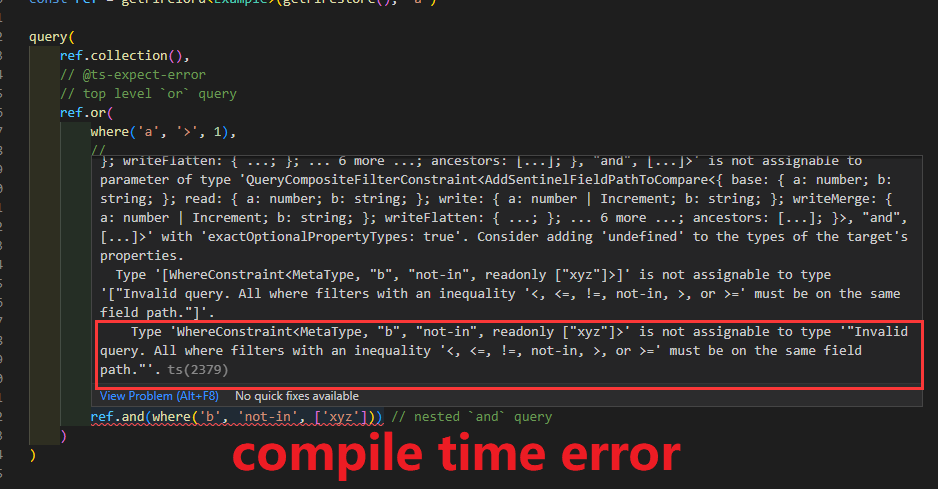 const ref = getFirelord<Example>(getFirestore(), 'a')
query(
ref.collection(),
// @ts-expect-error
// top level `or` query
ref.or(
where('a', '>', 1),
//
}; writeFlatten: { ...; }; ... 6 more ...; ancestors: [...]; }, "and", [...]>' is not assignable to
parameter of type 'QueryCompositeFilterConstraint<AddSentinelFieldPathToCompare<{ base: { a: number; b:
string; }; read: { a: number; b: string; }; write: { a: number | Increment; b: string; }; writeMerge: {
a: number | Increment; b: string; }; writeFlatten: { ...; }; ... 6 more ...; ancestors: [...]; }>, "and",
[...]>' with 'exactOptionalPropertyTypes: true'. Consider adding 'undefined' to the types of the target's
properties.
Type '[WhereConstraint<MetaType, "b", "not-in", readonly ["xyz"]>]' is not assignable to type
'["Invalid query. All where filters with an inequality '<, <=, !=, not-in, >, or >=' must be on the same
field path."]'.
Type 'WhereConstraint<MetaType, "b", "not-in", readonly ["xyz"]>' is not assignable to type '"Invalid
query. All where filters with an inequality '<, <=, !=, not-in, >, or >=' must be on the same field
path."'. ts(2379)
View Problem (Alt+F8) No quick fixes available
ref.and(where('b', 'not-in', ['xyz'])) // nested `and` query
)
)
compile time error